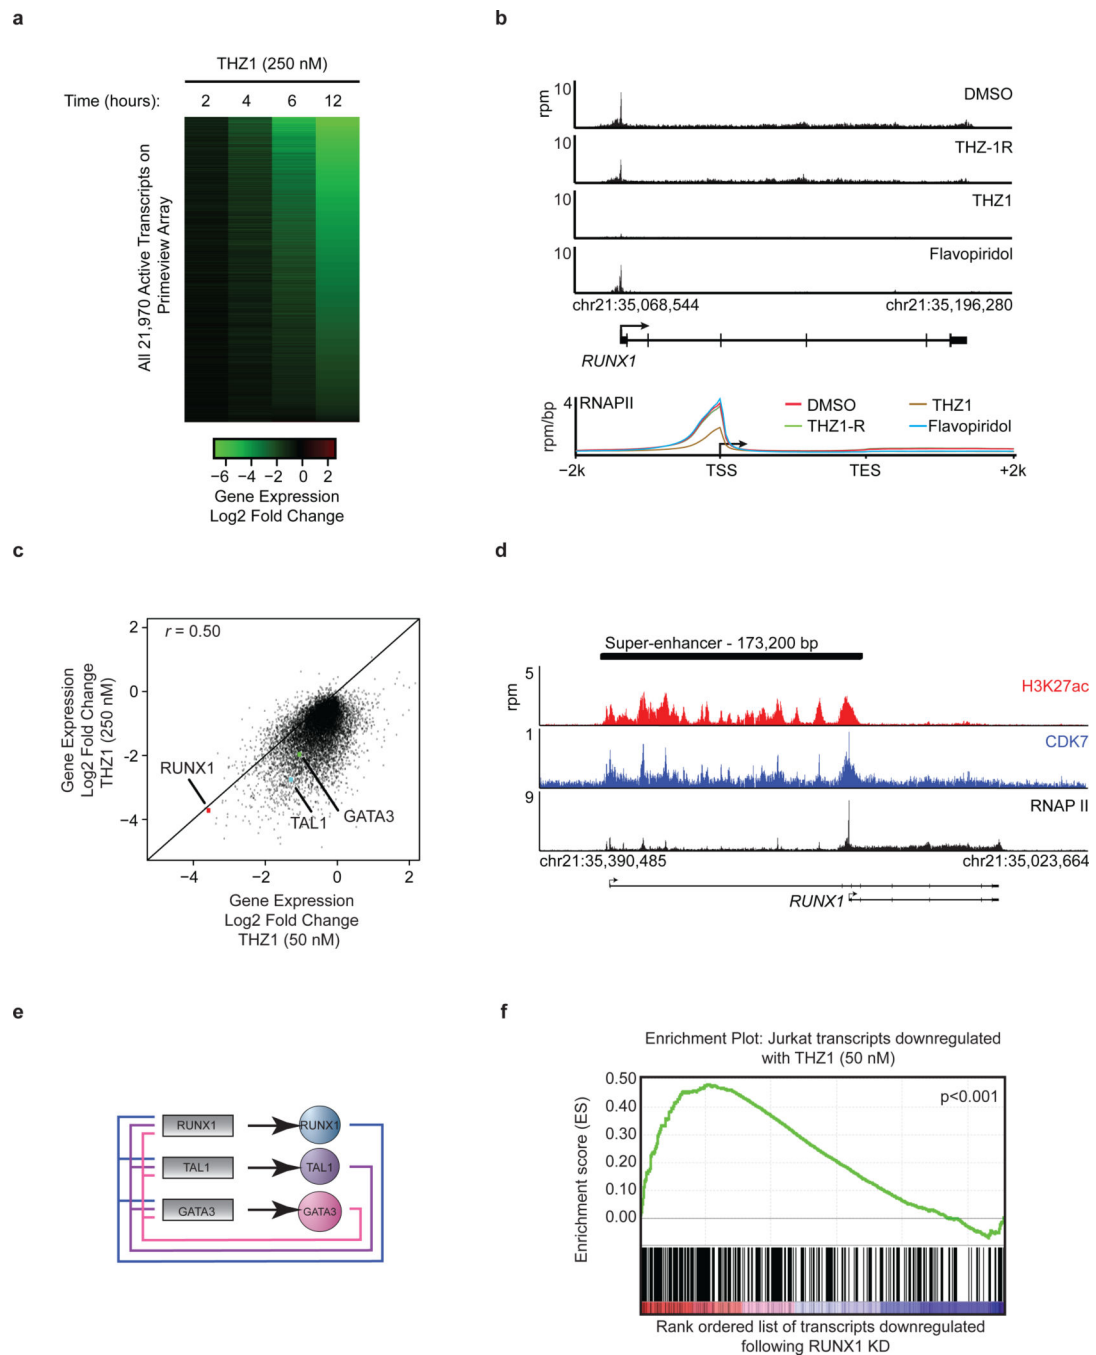 a
THZ1 (250 nM)
Time (hours): 2 4 6 12
All 21,970 Active Transcripts on
Primeview Array
−6 −4 −2 0 2
Gene Expression
Log2 Fold Change
b
rpm
10 DMSO
10 THZ-1R
10 THZ1
10 Flavopiridol
chr21:35,068,544 chr21:35,196,280
RUNX1
rpm/bp
4 RNAPII
DMSO THZ1
THZ1-R Flavopiridol
−2k TSS TES +2k
c
r = 0.50
Gene Expression
Log2 Fold Change
THZ1 (250 nM)
2
0
−2
−4
RUNX1
TAL1
GATA3
−4 −2 0 2
Gene Expression
Log2 Fold Change
THZ1 (50 nM)
d
Super-enhancer - 173,200 bp
rpm
5 H3K27ac
1 CDK7
9 RNAP II
chr21:35,390,485 chr21:35,023,664
RUNX1
e
RUNX1 RUNX1
TAL1 TAL1
GATA3 GATA3
f
Enrichment Plot: Jurkat transcripts downregulated
with THZ1 (50 nM)
Enrichment score (ES)
0.50
0.40
0.30
0.20
0.10
0.00
p<0.001
Rank ordered list of transcripts downregulated
following RUNX1 KD